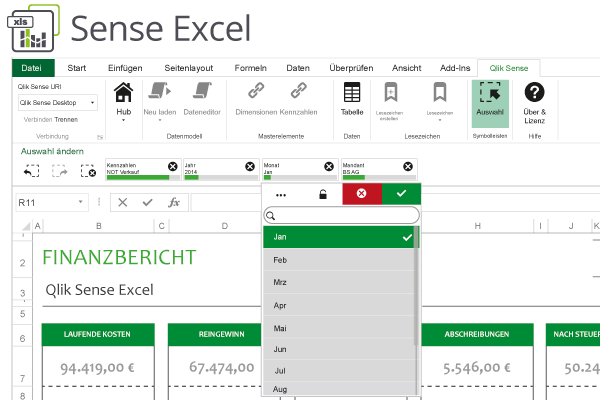 xls
Sense Excel
Datei Start Einfügen Seitenlayout Formeln Daten Überprüfen Ansicht Add-Ins Qlik Sense
Qlik Sense URI
Qlik Sense Desktop
Verbinden Trennen
Verbindung
Hub
Neu laden Dateneditor
Datenmodell
Dimensionen Kennzahlen
Masterelemente
Tabelle
Daten
Lesezeichen
erstellen
Lesezeichen
Lesezeichen
Auswahl
Symbolleisten
Über &
Lizenz
Hilfe
Auswahl ändern
Kennzahlen
NOT Verkauf
Jahr
2014
Monat
Jan
Mandant
BS AG
R11
fx
A B C D H I J K
2
FINANZBERICHT
3
Qlik Sense Excel
5
6
LAUFENDE KOSTEN REINGEWINN ABSCHREIBUNGEN NACH STEUER
7
94.419,00 € 67.474,00 5.546,00 € 50.24
8
...
Jan
Feb
Mrz
Apr
Mai
Jun
Jul
Aug